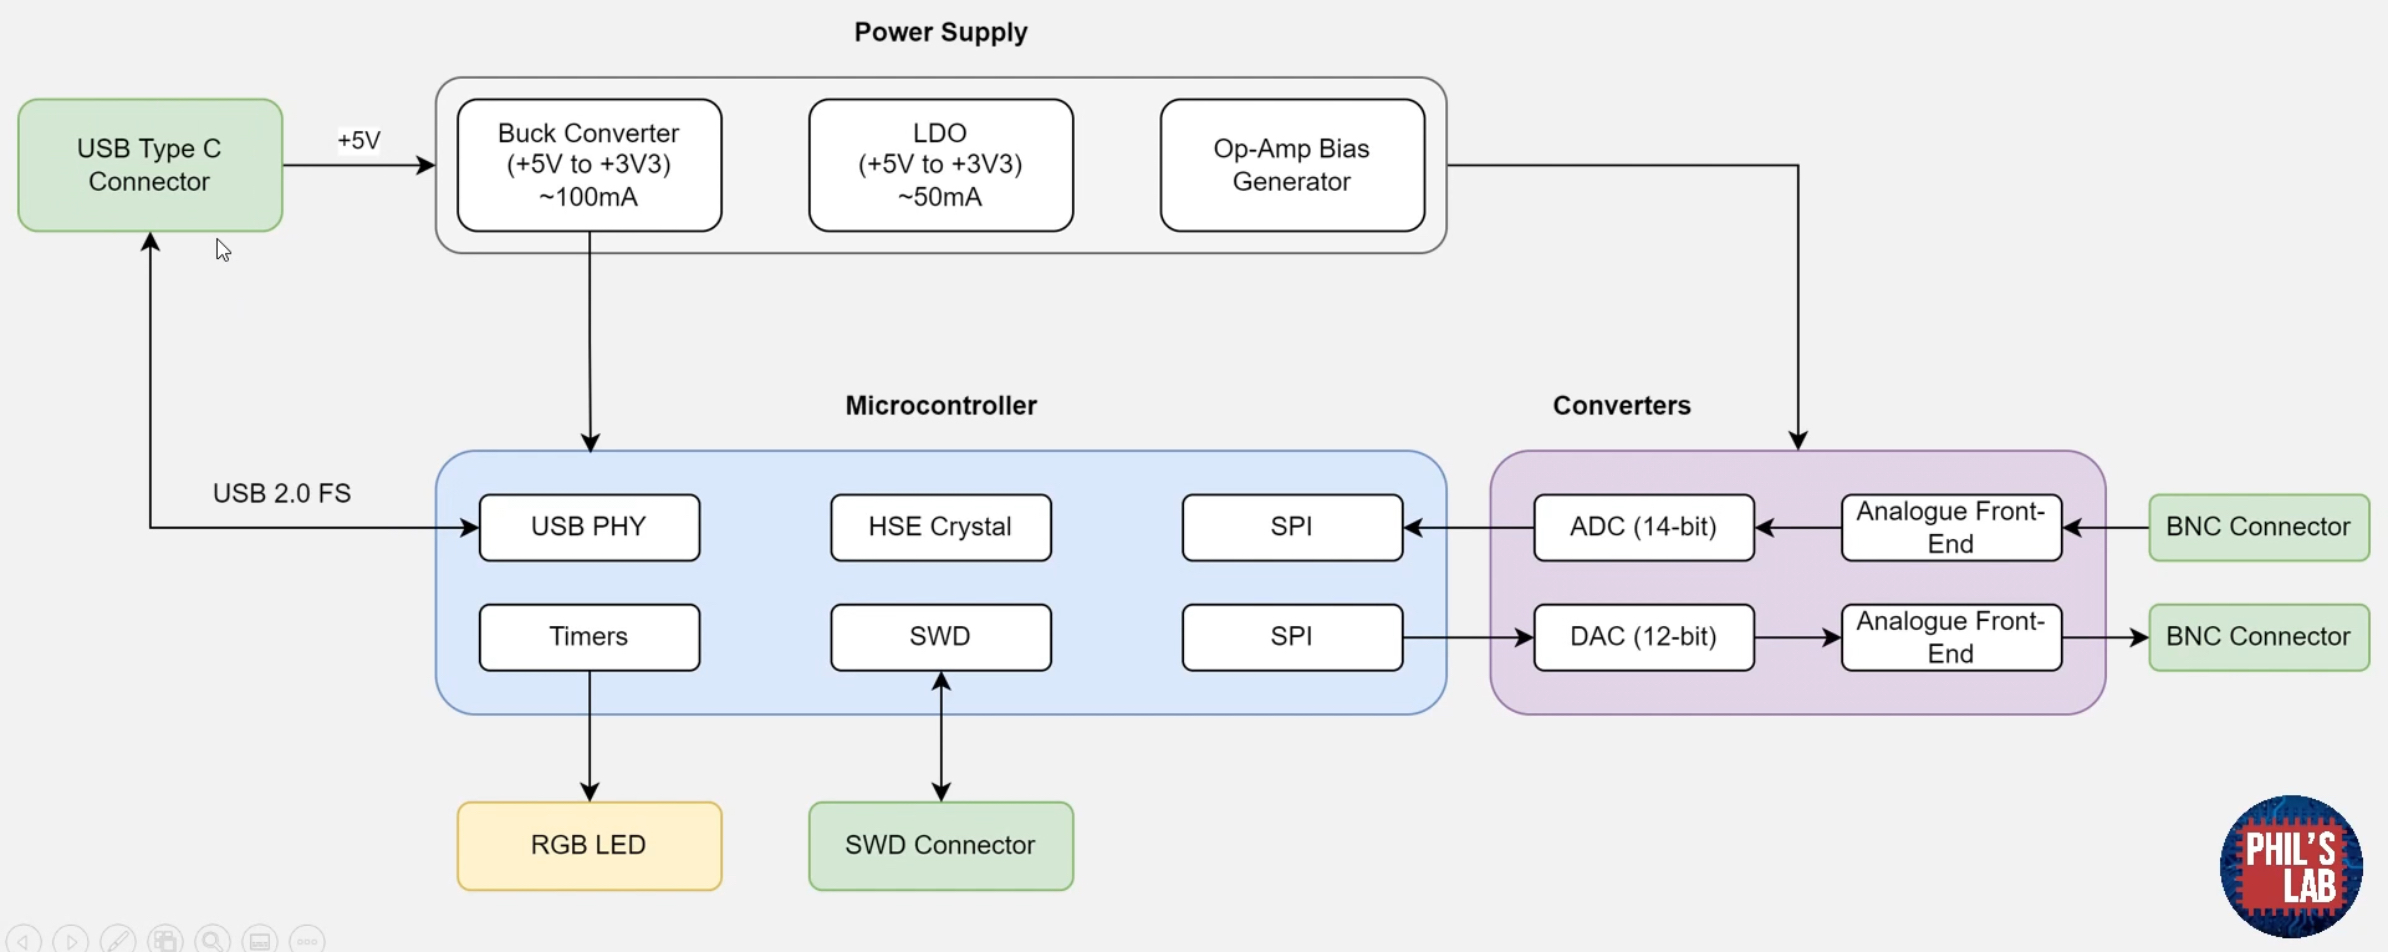 Power Supply
USB Type C
Connector
+5V
Buck Converter
(+5V to +3V3)
~100mA
LDO
(+5V to +3V3)
~50mA
Op-Amp Bias
Generator
Microcontroller
Converters
USB 2.0 FS
USB PHY
HSE Crystal
SPI
ADC (14-bit)
Analogue Front-
End
BNC Connector
Timers
SWD
SPI
DAC (12-bit)
Analogue Front-
End
BNC Connector
RGB LED
SWD Connector
PHIL'S
LAB